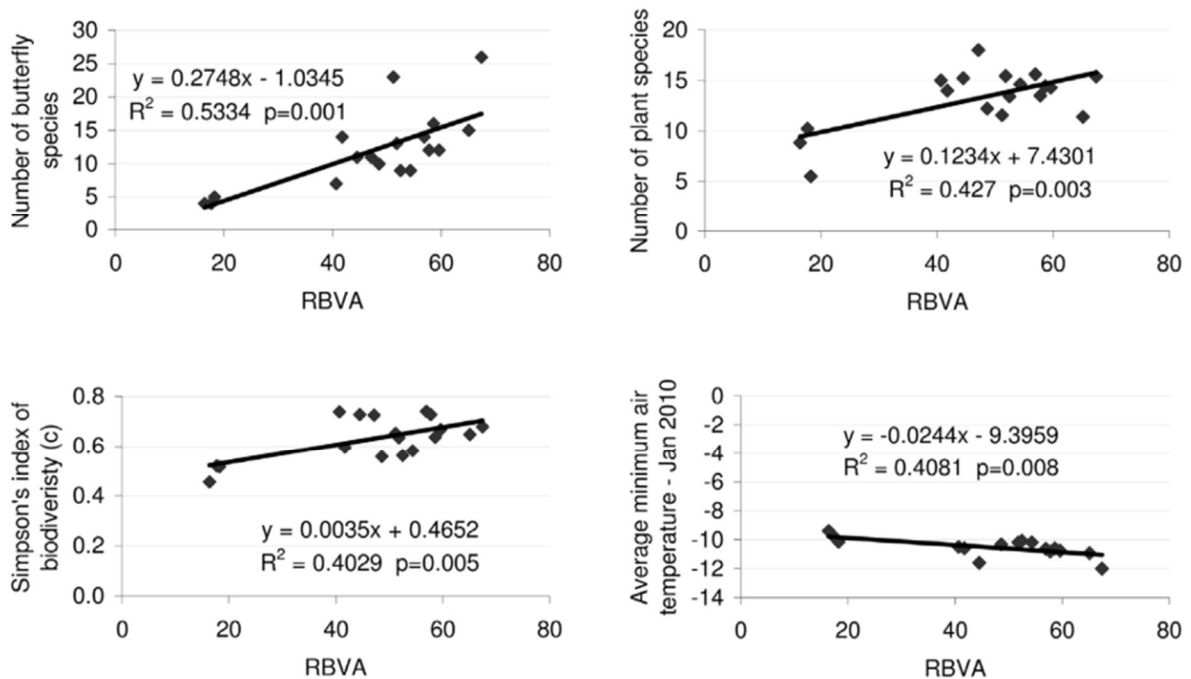 Number of butterfly
species
30
25
20
15
10
5
0
y = 0.2748x - 1.0345
R² = 0.5334 p=0.001
0 20 40 60 80
RBVA
Number of plant species
20
15
10
5
0
y = 0.1234x + 7.4301
R² = 0.427 p=0.003
0 20 40 60 80
RBVA
Simpson's index of
biodiveristy (c)
0.8
0.6
0.4
0.2
0.0
y = 0.0035x + 0.4652
R² = 0.4029 p=0.005
0 20 40 60 80
RBVA
Average minimum air
temperature - Jan 2010
0
-2
-4
-6
-8
-10
-12
-14
y = -0.0244x - 9.3959
R² = 0.4081 p=0.008
0 20 40 60 80
RBVA